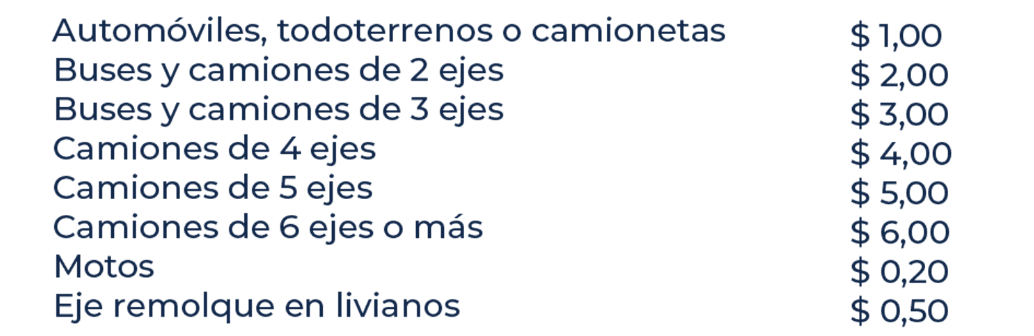 Automóviles, todoterrenos o camionetas $ 1,00
Buses y camiones de 2 ejes $ 2,00
Buses y camiones de 3 ejes $ 3,00
Camiones de 4 ejes $ 4,00
Camiones de 5 ejes $ 5,00
Camiones de 6 ejes o más $ 6,00
Motos $ 0,20
Eje remolque en livianos $ 0,50